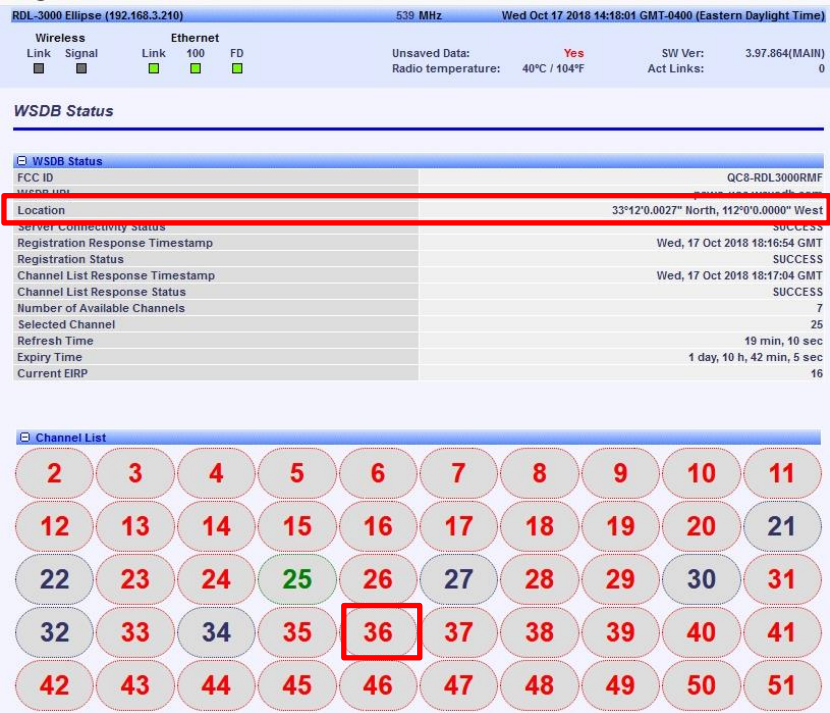 RDL-3000 Ellipse (192.168.3.210) 539 MHz Wed Oct 17 2018 14:18:01 GMT-0400 (Eastern Daylight Time)
Wireless Ethernet
Link Signal Link 100 FD Unsaved Data: Yes SW Ver: 3.97.864(MAIN)
Radio temperature: 40ºC / 104ºF Act Links: 0
WSDB Status
WSDB Status
FCC ID QC8-RDL3000RMF
WSDB URL
Location 33°12'0.0027" North, 112°0'0.0000" West
Server Connectivity Status SUCCESS
Registration Response Timestamp Wed, 17 Oct 2018 18:16:54 GMT
Registration Status SUCCESS
Channel List Response Timestamp Wed, 17 Oct 2018 18:17:04 GMT
Channel List Response Status SUCCESS
Number of Available Channels 7
Selected Channel 25
Refresh Time 19 min, 10 sec
Expiry Time 1 day, 10 h, 42 min, 5 sec
Current EIRP 16
Channel List
2 3 4 5 6 7 8 9 10 11
12 13 14 15 16 17 18 19 20 21
22 23 24 25 26 27 28 29 30 31
32 33 34 35 36 37 38 39 40 41
42 43 44 45 46 47 48 49 50 51